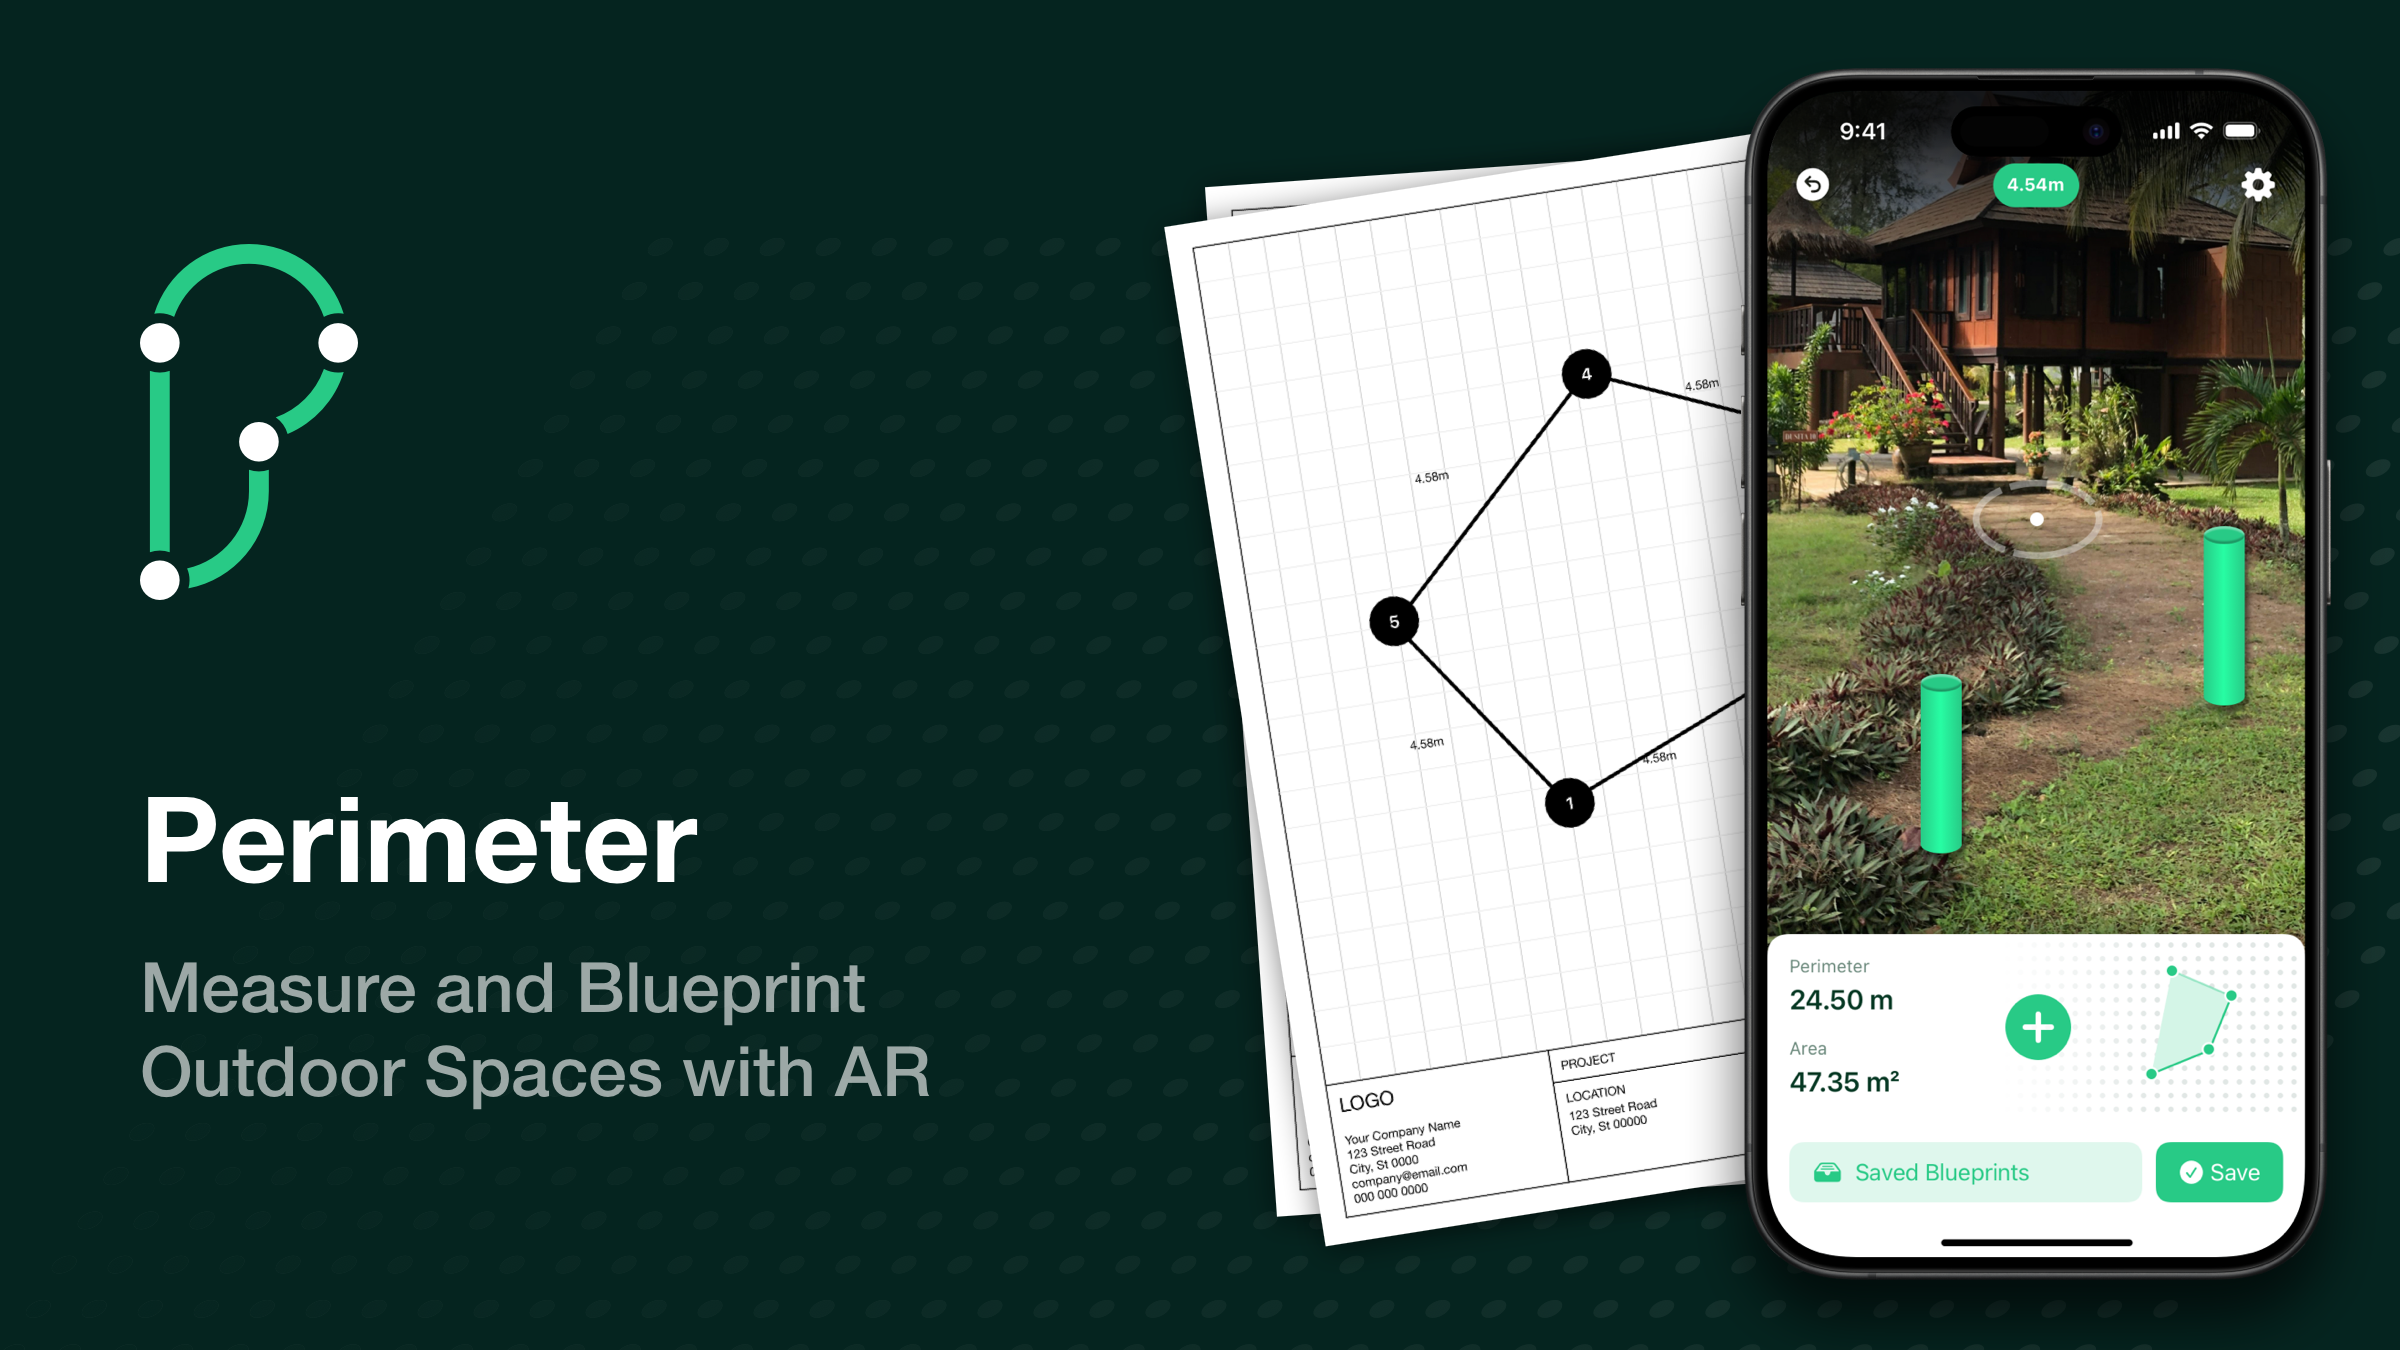 Perimeter
Measure and Blueprint
Outdoor Spaces with AR
4
4.58m
4.58m
5
4.58m
4.58m
1
LOGO
Your Company Name
123 Street Road
City, St 0000
company@email.com
000 000 0000
PROJECT
LOCATION
123 Street Road
City, St 00000
9:41
4.54m
Perimeter
24.50 m
Area
47.35 m²
Saved Blueprints
Save